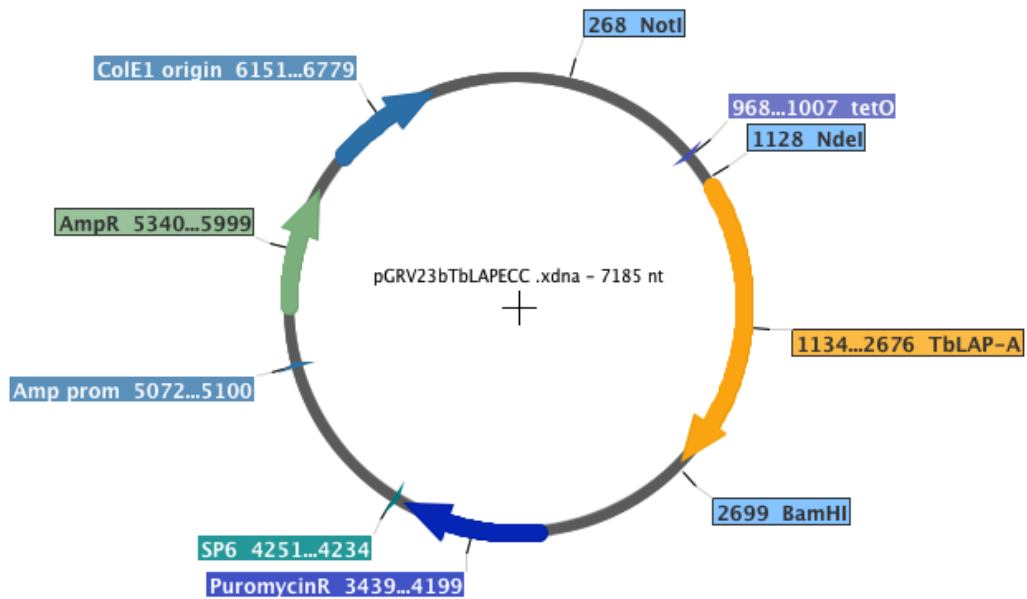 268 NotI
ColE1 origin 6151...6779
968...1007 tetO
1128 NdeI
AmpR 5340...5999
pGRV23bTbLAPECC .xdna - 7185 nt
1134...2676 TbLAP-A
Amp prom 5072...5100
2699 BamHI
SP6 4251...4234
PuromycinR 3439...4199